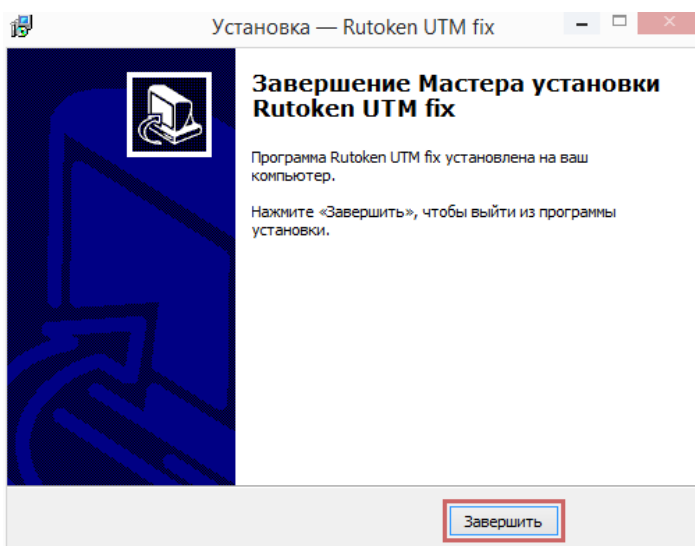 Установка — Rutoken UTM fix
Завершение Мастера установки
Rutoken UTM fix
Программа Rutoken UTM fix установлена на ваш
компьютер.
Нажмите «Завершить», чтобы выйти из программы
установки.
Завершить